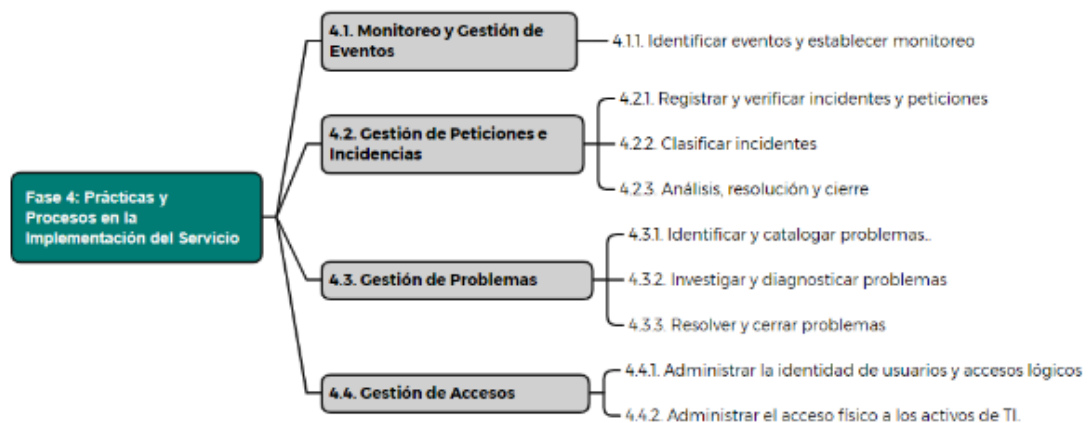 Fase 4: Prácticas y
Procesos en la
Implementación del Servicio
4.1. Monitoreo y Gestión de
Eventos
4.1.1. Identificar eventos y establecer monitoreo
4.2. Gestión de Peticiones e
Incidencias
4.2.1. Registrar y verificar incidentes y peticiones
4.2.2. Clasificar incidentes
4.2.3. Análisis, resolución y cierre
4.3. Gestión de Problemas
4.3.1. Identificar y catalogar problemas..
4.3.2. Investigar y diagnosticar problemas
4.3.3. Resolver y cerrar problemas
4.4. Gestión de Accesos
4.4.1. Administrar la identidad de usuarios y accesos lógicos
4.4.2. Administrar el acceso físico a los activos de TI.